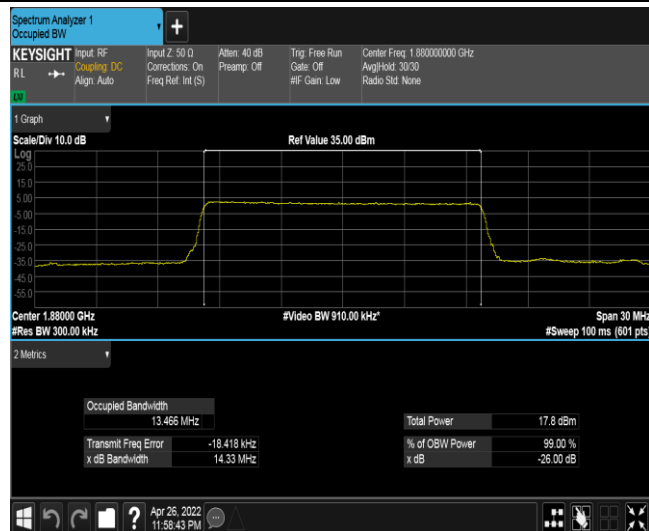 Spectrum Analyzer 1
Occupied BW
+
KEYSIGHT Input: RF Input Z: 50 Ω Atten: 40 dB Trig: Free Run Center Freq: 1.880000000 GHz
RL Coupling: DC Corrections: On Preamp: Off Gate: Off Avg|Hold: 30/30
Align: Auto Freq Ref: Int (S) #IF Gain: Low Radio Std: None
1 Graph
Scale/Div 10.0 dB Ref Value 35.00 dBm
Log
25.0
15.0
5.00
-5.00
-15.0
-25.0
-35.0
-45.0
-55.0
Center 1.88000 GHz #Video BW 910.00 kHz* Span 30 MHz
#Res BW 300.00 kHz #Sweep 100 ms (601 pts)
2 Metrics
Occupied Bandwidth
13.466 MHz Total Power 17.8 dBm
Transmit Freq Error -18.418 kHz % of OBW Power 99.00 %
x dB Bandwidth 14.33 MHz x dB -26.00 dB
? Apr 26, 2022
11:58:43 PM